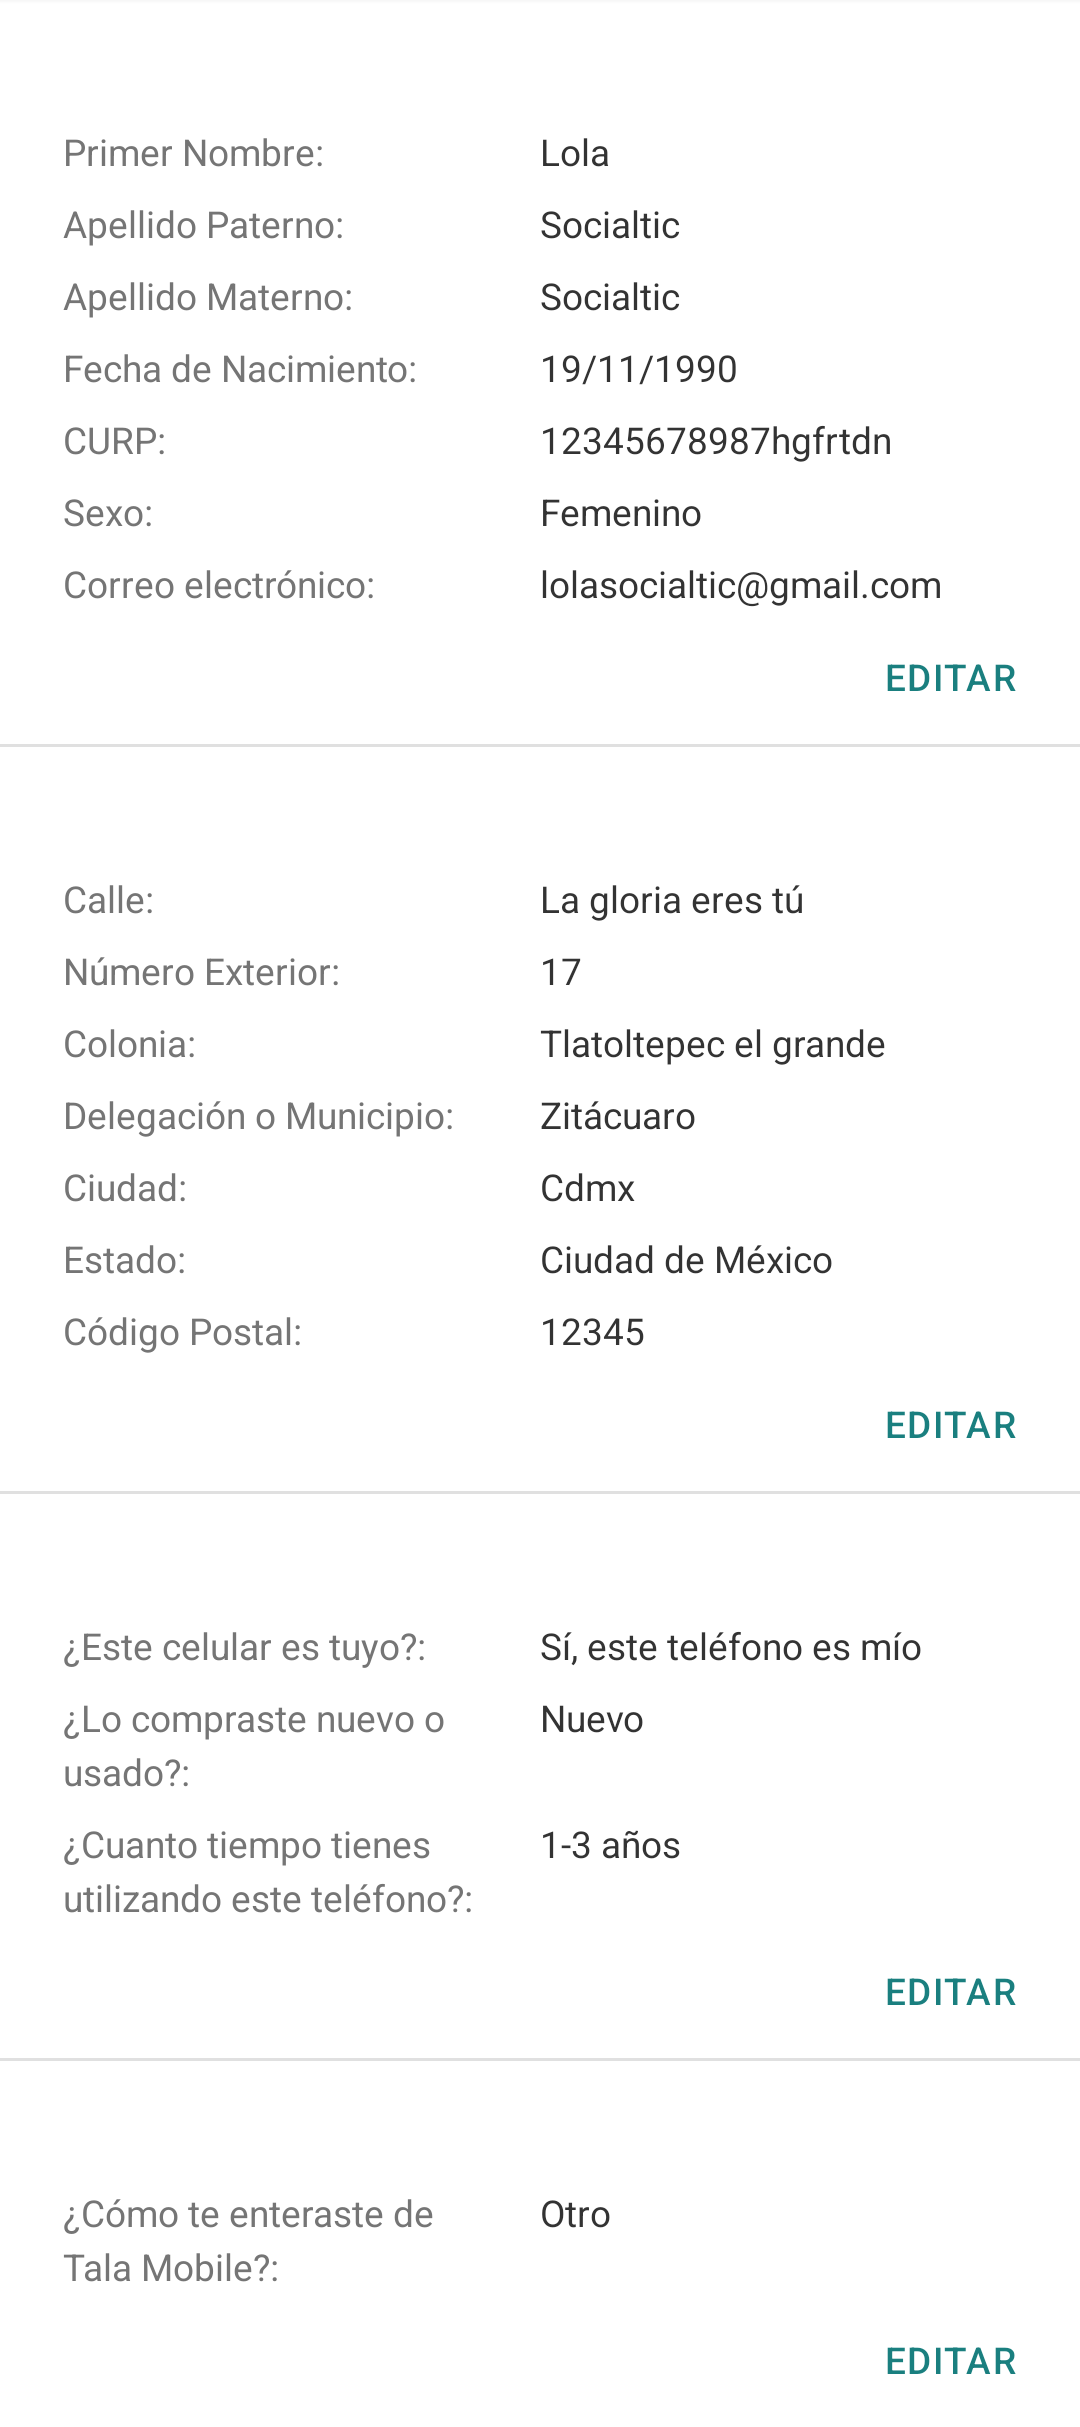 Primer Nombre: Lola
Apellido Paterno: Socialtic
Apellido Materno: Socialtic
Fecha de Nacimiento: 19/11/1990
CURP: 12345678987hgfrtdn
Sexo: Femenino
Correo electrónico: lolasocialtic@gmail.com
EDITAR
Calle: La gloria eres tú
Número Exterior: 17
Colonia: Tlatoltepec el grande
Delegación o Municipio: Zitácuaro
Ciudad: Cdmx
Estado: Ciudad de México
Código Postal: 12345
EDITAR
¿Este celular es tuyo?: Sí, este teléfono es mío
¿Lo compraste nuevo o Nuevo
usado?:
¿Cuanto tiempo tienes 1-3 años
utilizando este teléfono?:
EDITAR
¿Cómo te enteraste de Otro
Tala Mobile?:
EDITAR